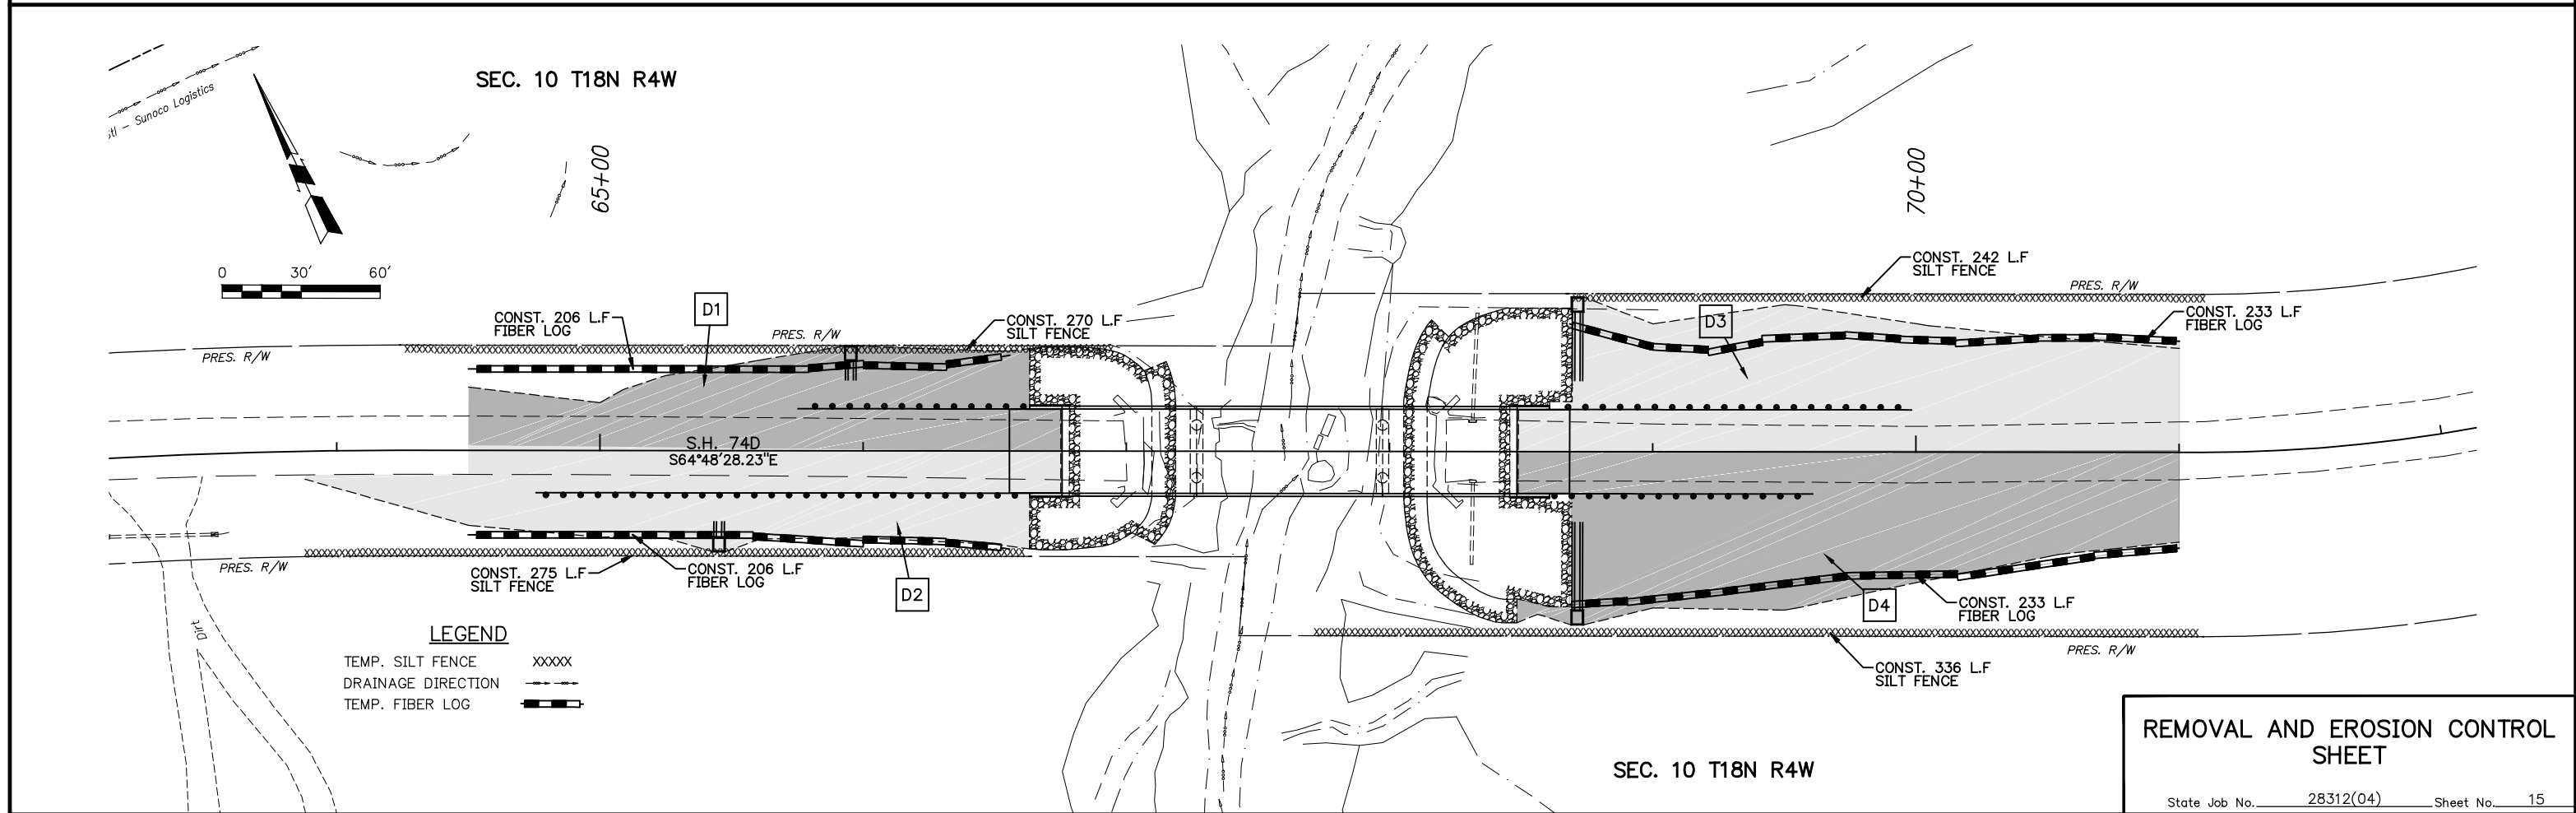 SEC. 10 T18N R4W
Sunoco Logistics
65+00
70+00
0 30' 60'
CONST. 242 L.F
SILT FENCE
PRES. R/W
CONST. 206 L.F
FIBER LOG
D1
PRES. R/W
CONST. 270 L.F
SILT FENCE
D3
CONST. 233 L.F
FIBER LOG
PRES. R/W
S.H. 74D
S64°48'28.23"E
PRES. R/W
CONST. 275 L.F
SILT FENCE
CONST. 206 L.F
FIBER LOG
D2
D4
CONST. 233 L.F
FIBER LOG
Dirt
PRES. R/W
CONST. 336 L.F
SILT FENCE
LEGEND
TEMP. SILT FENCE XXXXX
DRAINAGE DIRECTION
TEMP. FIBER LOG
SEC. 10 T18N R4W
REMOVAL AND EROSION CONTROL
SHEET
State Job No. 28312(04) Sheet No. 15